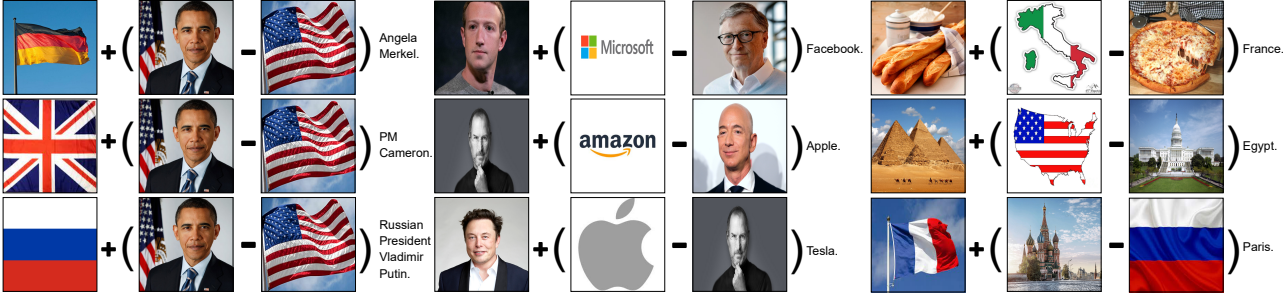 Angela
Merkel.
Microsoft
Facebook.
France.
PM
Cameron.
amazon
Apple.
Egypt.
Russian
President
Vladimir
Putin.
Tesla.
Paris.